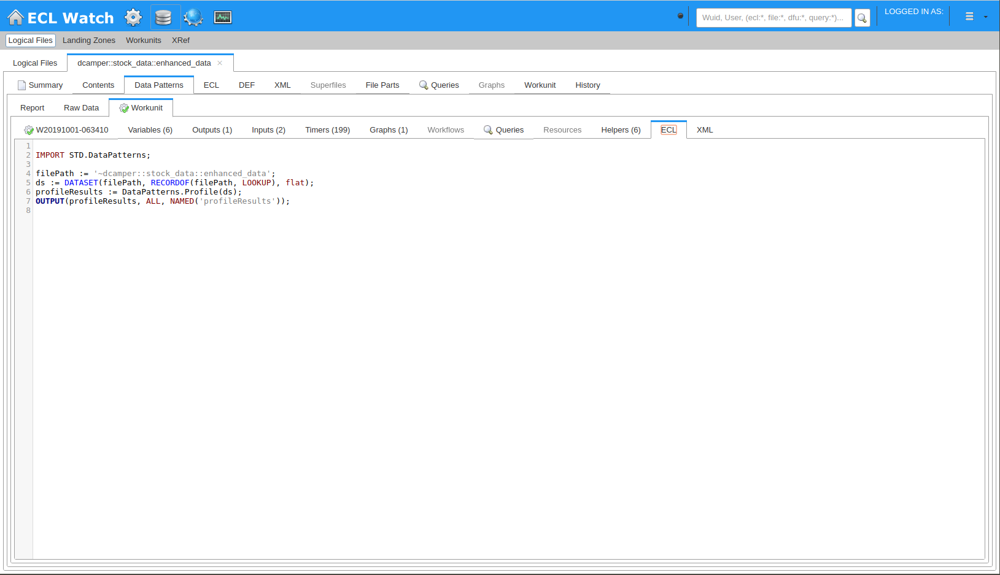 ECL Watch
Wuid, User, (ecl:*, file:*, dfu:*, query:*)...
LOGGED IN AS:
Logical Files Landing Zones Workunits XRef
Logical Files dcamper::stock_data::enhanced_data ×
Summary Contents Data Patterns ECL DEF XML Superfiles File Parts Queries Graphs Workunit History
Report Raw Data Workunit
W20191001-063410 Variables (6) Outputs (1) Inputs (2) Timers (199) Graphs (1) Workflows Queries Resources Helpers (6) ECL XML
1
2 IMPORT STD.DataPatterns;
3
4 filePath := '~dcamper::stock_data::enhanced_data';
5 ds := DATASET(filePath, RECORDOF(filePath, LOOKUP), flat);
6 profileResults := DataPatterns.Profile(ds);
7 OUTPUT(profileResults, ALL, NAMED('profileResults'));
8